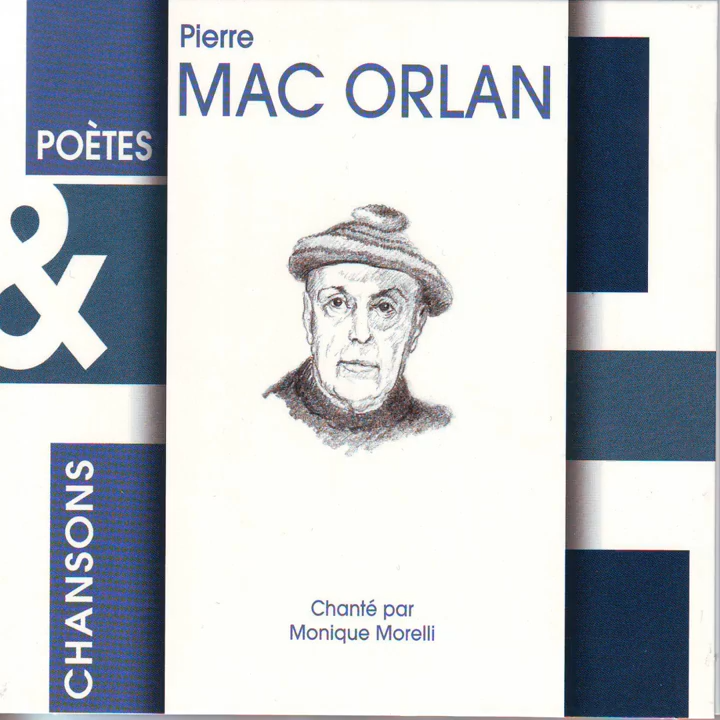 Pierre
MAC ORLAN
POÈTES
&
CHANSONS
Chanté par
Monique Morelli